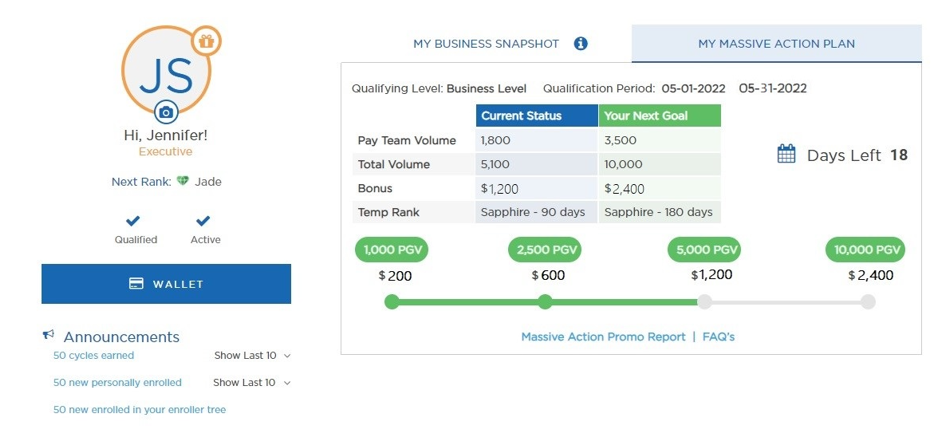 JS
Hi, Jennifer!
Executive
Next Rank: Jade
Qualified Active
WALLET
Announcements
50 cycles earned Show Last 10
50 new personally enrolled Show Last 10
50 new enrolled in your enroller tree
MY BUSINESS SNAPSHOT i MY MASSIVE ACTION PLAN
Qualifying Level: Business Level Qualification Period: 05-01-2022 05-31-2022
Current Status Your Next Goal
Pay Team Volume 1,800 3,500
Total Volume 5,100 10,000
Bonus $1,200 $2,400
Temp Rank Sapphire - 90 days Sapphire - 180 days
Days Left 18
1,000 PGV 2,500 PGV 5,000 PGV 10,000 PGV
$200 $600 $1,200 $2,400
Massive Action Promo Report | FAQ's